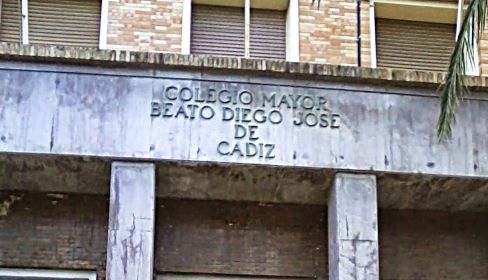 COLEGIO MAYOR
BEATO DIEGO JOSE
DE
CADIZ